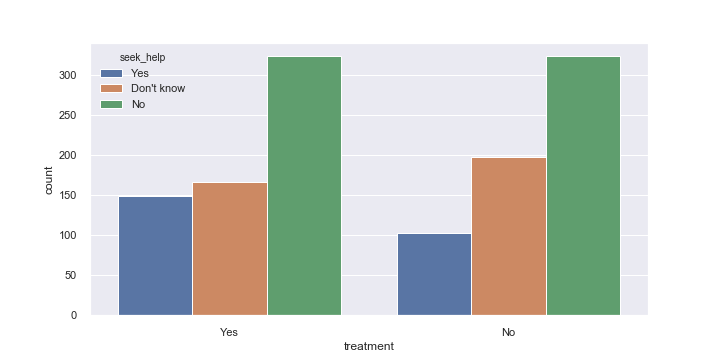 seek_help
Yes
Don't know
No
300
250
200
150
100
50
0
count
Yes No
treatment